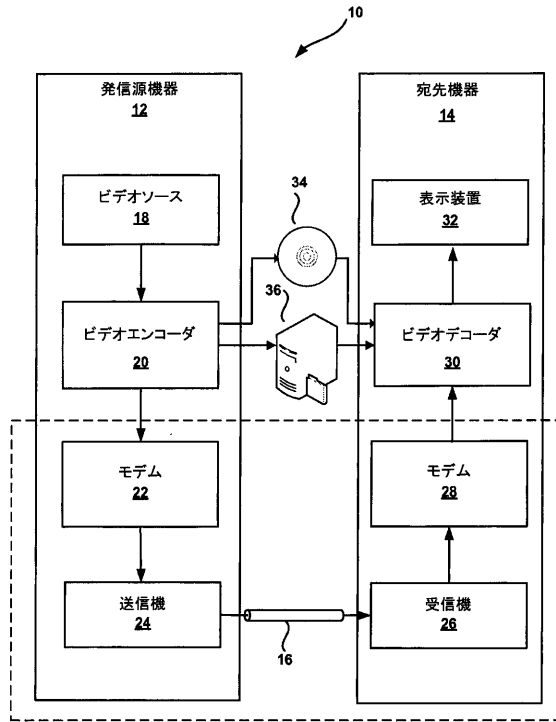 10
発信源機器
12
宛先機器
14
ビデオソース
18
34
表示装置
32
36
ビデオエンコーダ
20
ビデオデコーダ
30
モデム
22
モデム
28
送信機
24
16
受信機
26